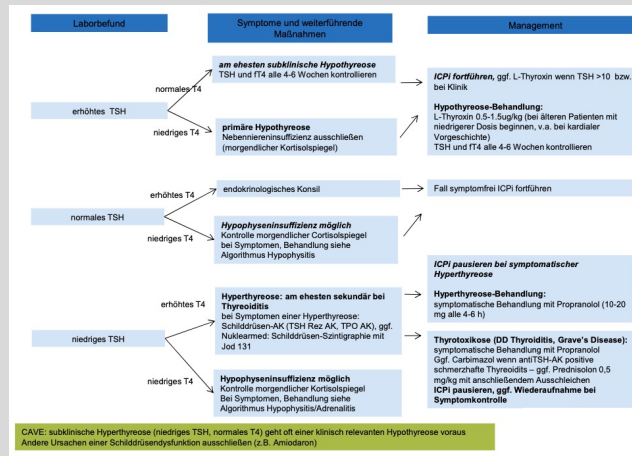 Laborbefund
Symptome und weiterführende
Maßnahmen
Management
erhöhtes TSH
normales T4
niedriges T4
am ehesten subklinische Hypothyreose
TSH und fT4 alle 4-6 Wochen kontrollieren
primäre Hypothyreose
Nebenniereninsuffizienz ausschließen
(morgendlicher Kortisolspiegel)
ICPi fortführen, ggf. L-Thyroxin wenn TSH >10 bzw.
bei Klinik
Hypothyreose-Behandlung:
L-Thyroxin 0.5-1.5ug/kg (bei älteren Patienten mit
niedrigerer Dosis beginnen, v.a. bei kardialer
Vorgeschichte)
TSH und fT4 alle 4-6 Wochen kontrollieren
normales TSH
erhöhtes T4
niedriges T4
endokrinologisches Konsil
Hypophyseninsuffizienz möglich
Kontrolle morgendlicher Cortisolspiegel
bei Symptomen, Behandlung siehe
Algorithmus Hypophysitis
Fall symptomfrei ICPi fortführen
niedriges TSH
erhöhtes T4
niedriges T4
Hyperthyreose: am ehesten sekundär bei
Thyreoiditis
bei Symptomen einer Hyperthyreose:
Schilddrüsen-AK (TSH Rez AK, TPO AK), ggf.
Nuklearmed: Schilddrüsen-Szintigraphie mit
Jod 131
Hypophyseninsuffizienz möglich
Kontrolle morgendlicher Cortisolspiegel
Bei Symptomen, Behandlung siehe
Algorithmus Hypophysitis/Adrenalitis
ICPi pausieren bei symptomatischer
Hyperthyreose
Hyperthyreose-Behandlung:
symptomatische Behandlung mit Propranolol (10-20
mg alle 4-6 h)
Thyrotoxikose (DD Thyroiditis, Grave's Disease):
symptomatische Behandlung mit Propranolol
Ggf. Carbimazol wenn antiTSH-AK positive
schmerzhafte Thyreoidits – ggf. Prednisolon 0,5
mg/kg mit anschließendem Ausschleichen
ICPi pausieren, ggf. Wiederaufnahme bei
Symptomkontrolle
CAVE: subklinische Hyperthyreose (niedriges TSH, normales T4) geht oft einer klinisch relevanten Hypothyreose voraus
Andere Ursachen einer Schilddrüsendysfunktion ausschließen (z.B. Amiodaron)